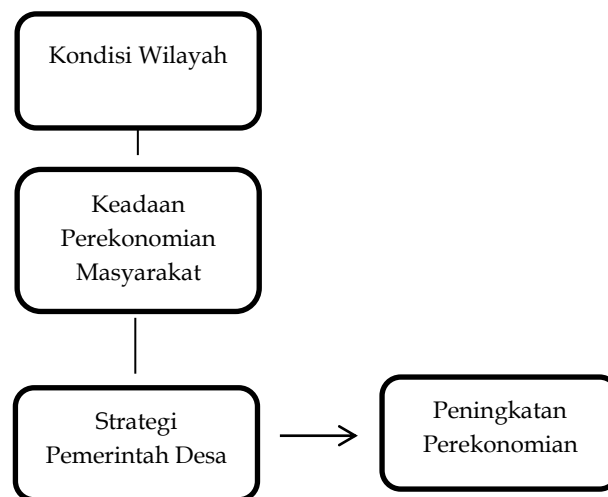 Kondisi Wilayah
Keadaan
Perekonomian
Masyarakat
Strategi
Pemerintah Desa
Peningkatan
Perekonomian